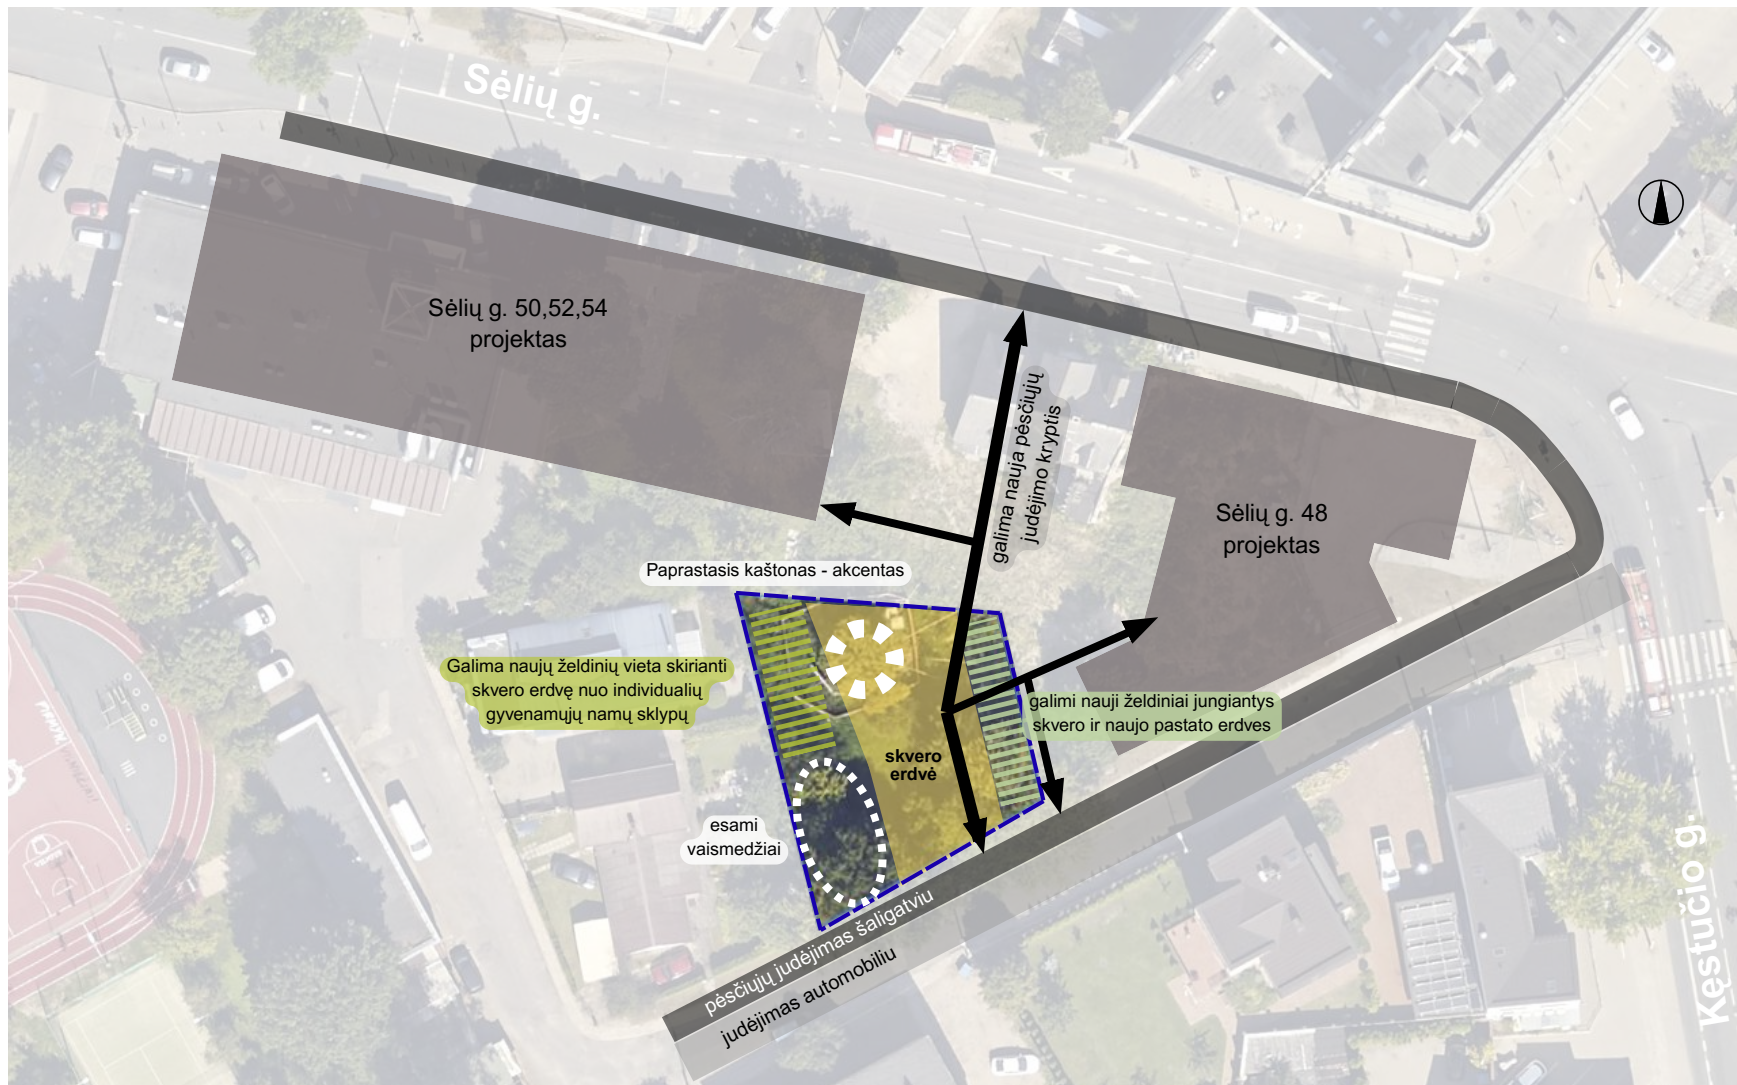 Sėlių g.
Sėlių g. 50,52,54
projektas
galima nauja pėsčiųjų
judėjimo kryptis
Sėlių g. 48
projektas
Paprastasis kaštonas - akcentas
Galima naujų želdinių vieta skirianti
skvero erdvę nuo individualių
gyvenamųjų namų sklypų
galimi nauji želdiniai jungiantys
skvero ir naujo pastato erdves
skvero
erdvė
esami
vaismedžiai
pėsčiųjų judėjimas šaligatviu
judėjimas automobiliu
Kęstučio g.